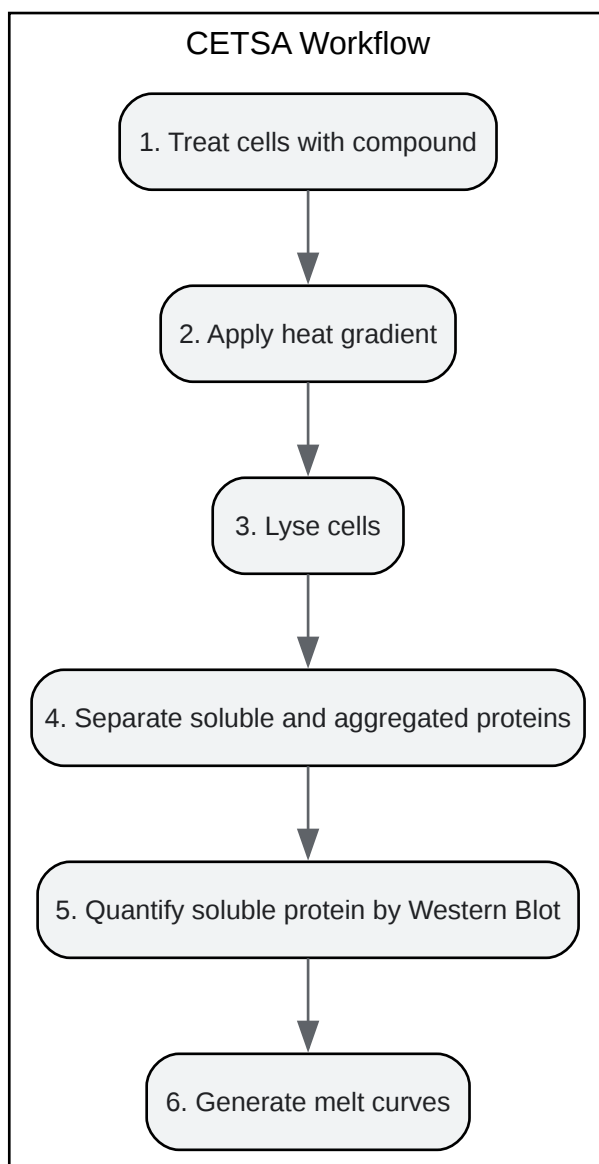 CETSA Workflow
1. Treat cells with compound
2. Apply heat gradient
3. Lyse cells
4. Separate soluble and aggregated proteins
5. Quantify soluble protein by Western Blot
6. Generate melt curves